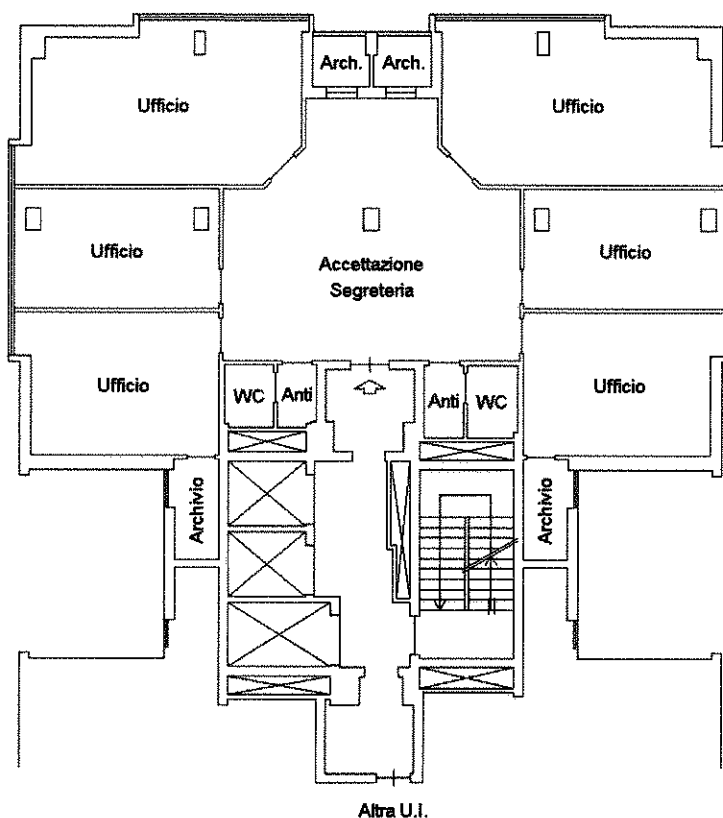 Arch.
Arch.
Ufficio
Ufficio
Ufficio
Ufficio
Accettazione
Segreteria
Ufficio
Ufficio
WC
Anti
Anti
WC
Archivio
Archivio
Altra U.i.